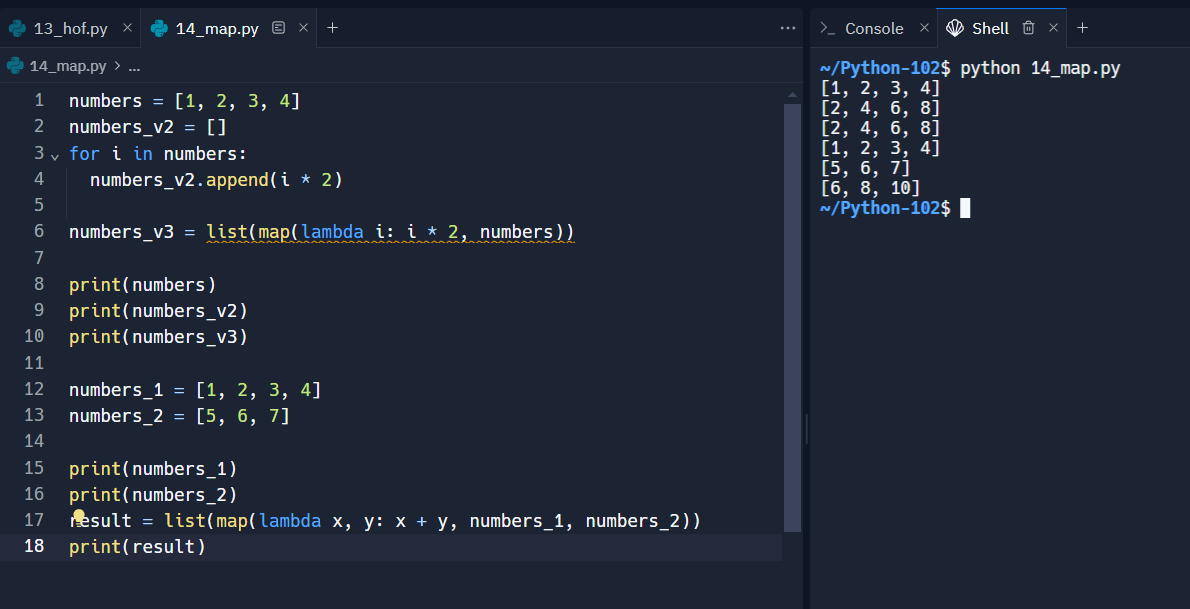 13_hof.py
14_map.py
14_map.py > ...
1 numbers = [1, 2, 3, 4]
2 numbers_v2 = []
3 for i in numbers:
4   numbers_v2.append(i * 2)
5
6 numbers_v3 = list(map(lambda i: i * 2, numbers))
7
8 print(numbers)
9 print(numbers_v2)
10 print(numbers_v3)
11
12 numbers_1 = [1, 2, 3, 4]
13 numbers_2 = [5, 6, 7]
14
15 print(numbers_1)
16 print(numbers_2)
17 result = list(map(lambda x, y: x + y, numbers_1, numbers_2))
18 print(result)
Console
Shell
~/Python-102$ python 14_map.py
[1, 2, 3, 4]
[2, 4, 6, 8]
[2, 4, 6, 8]
[1, 2, 3, 4]
[5, 6, 7]
[6, 8, 10]
~/Python-102$